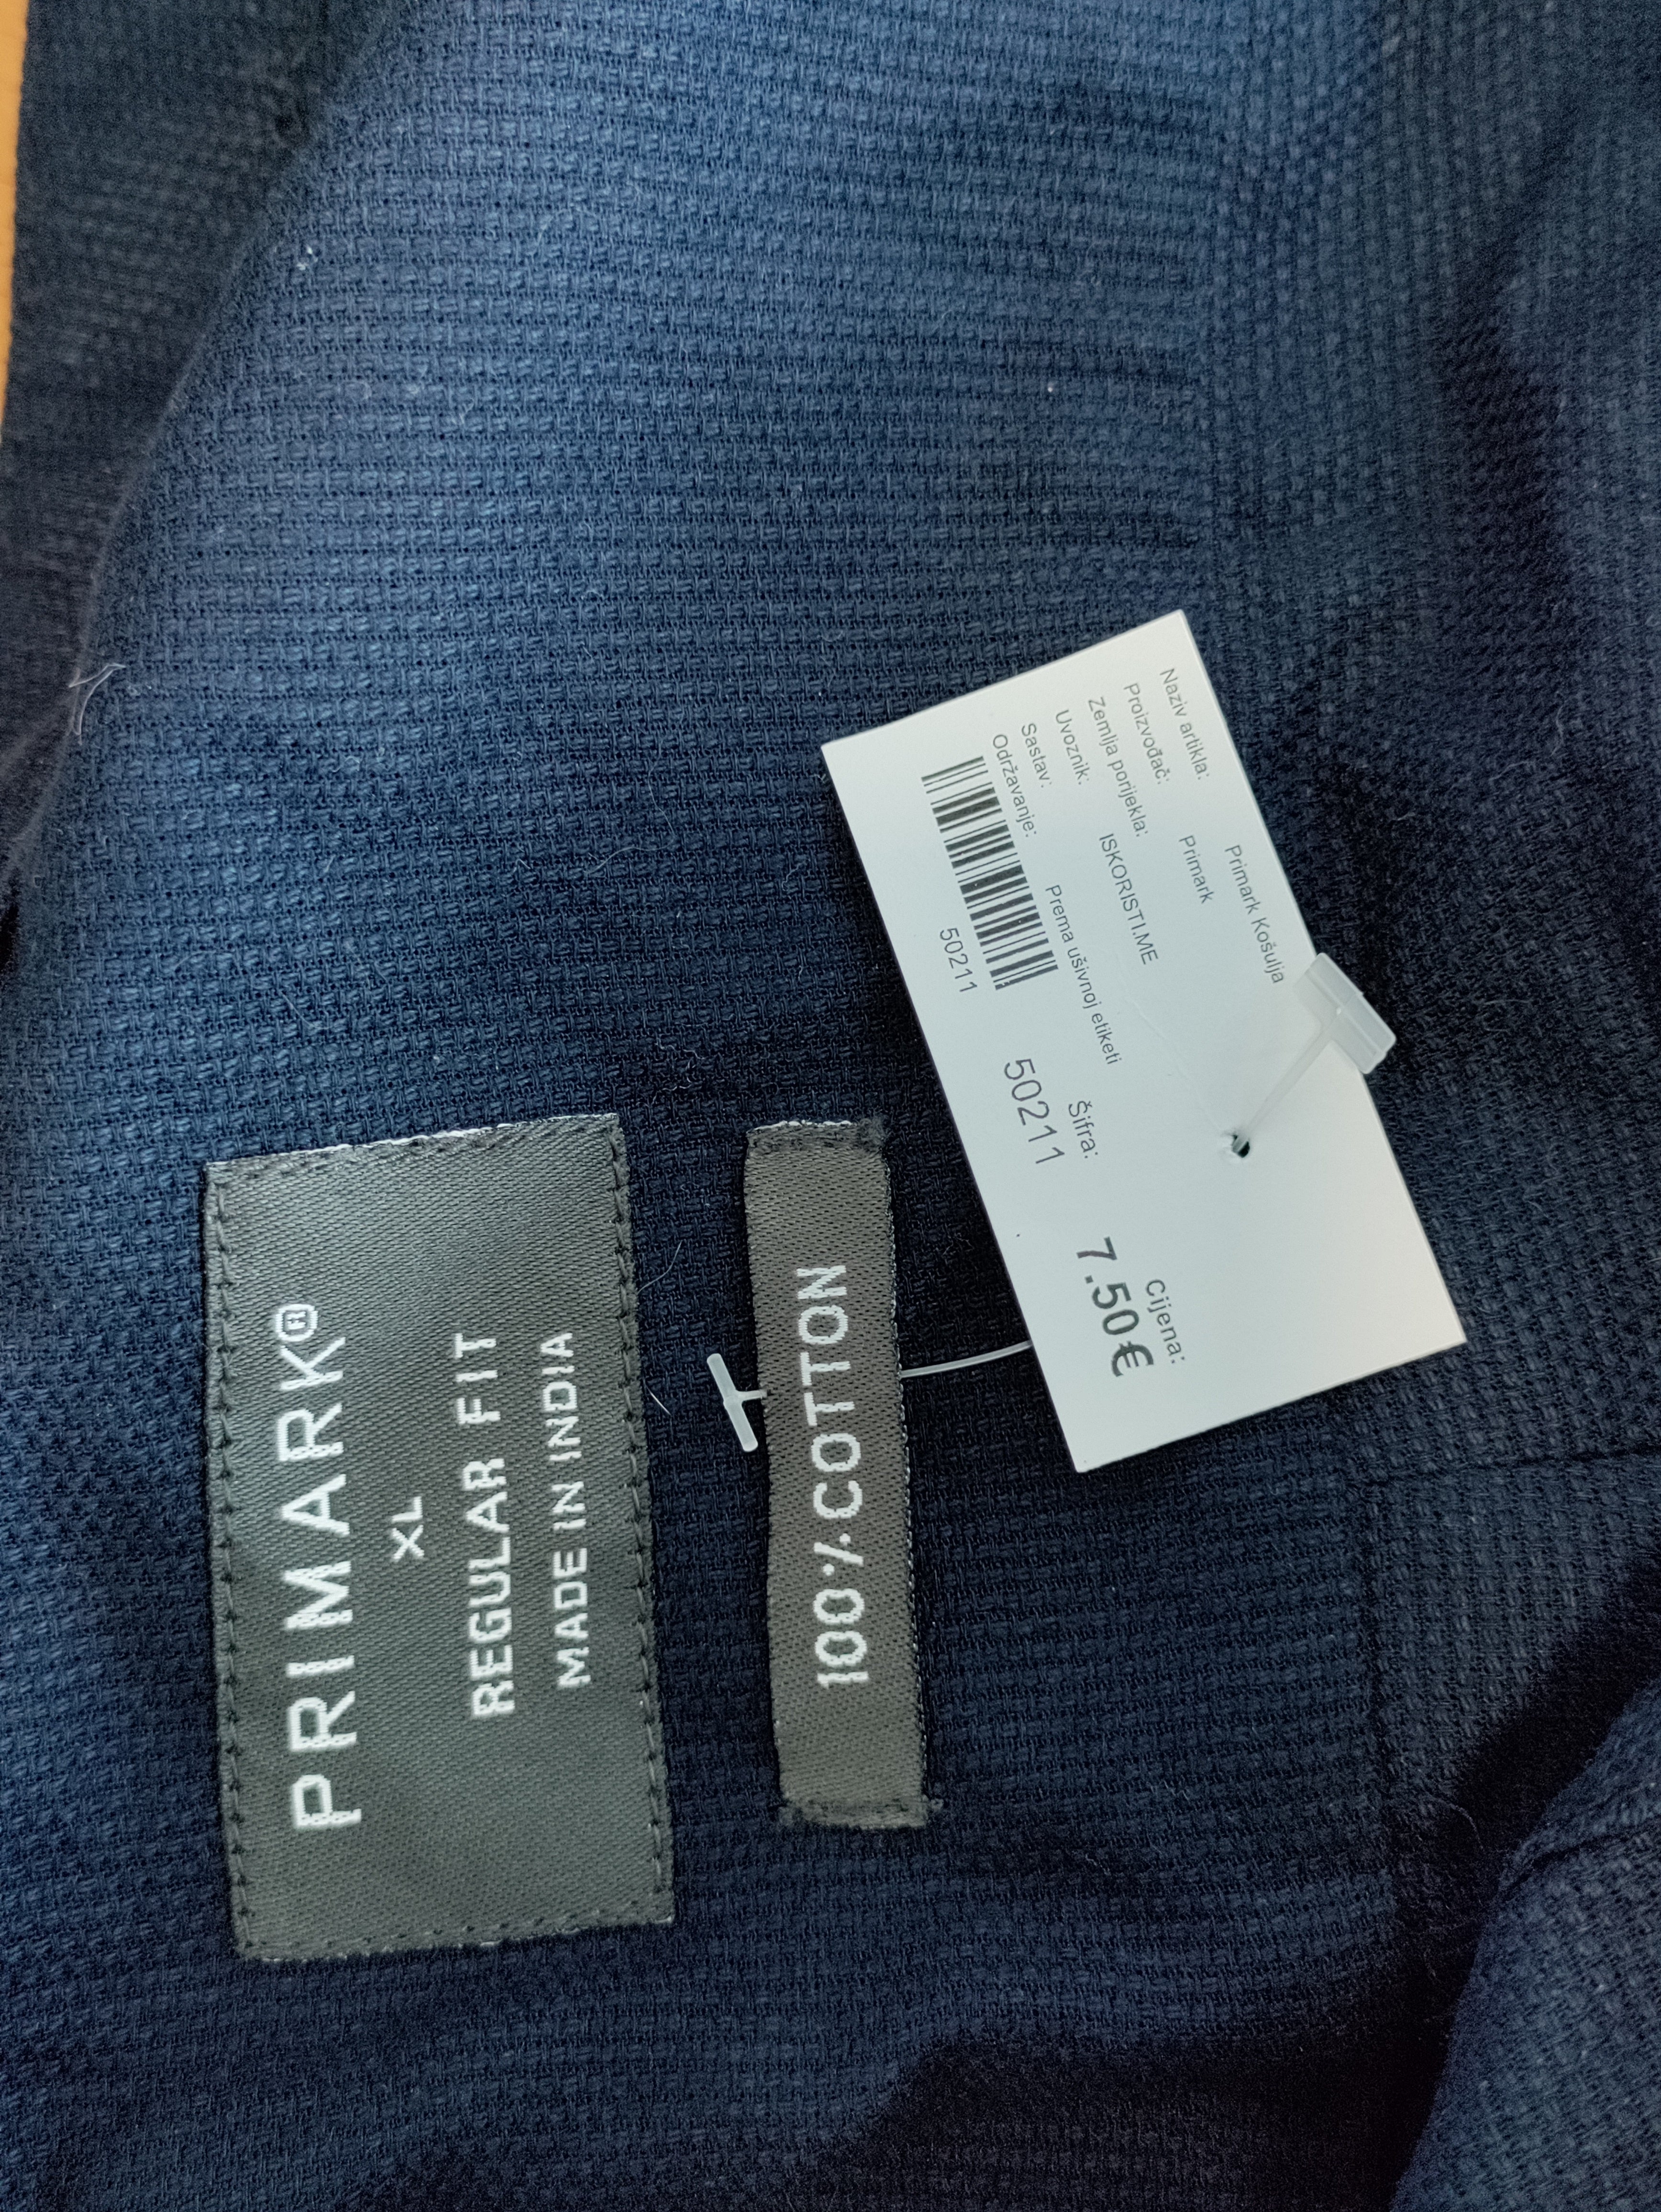 PRIMARK®
XL
REGULAR FIT
MADE IN INDIA
100% COTTON
Naziv artikla: Primark Košulja
Proizvođač: Primark
Zemlja porijekla:
Uvoznik: ISKORISTI.ME
Sastav:
Održavanje: Prema ušivnoj etiketi
50211
Šifra:
50211
Cijena:
7.50€